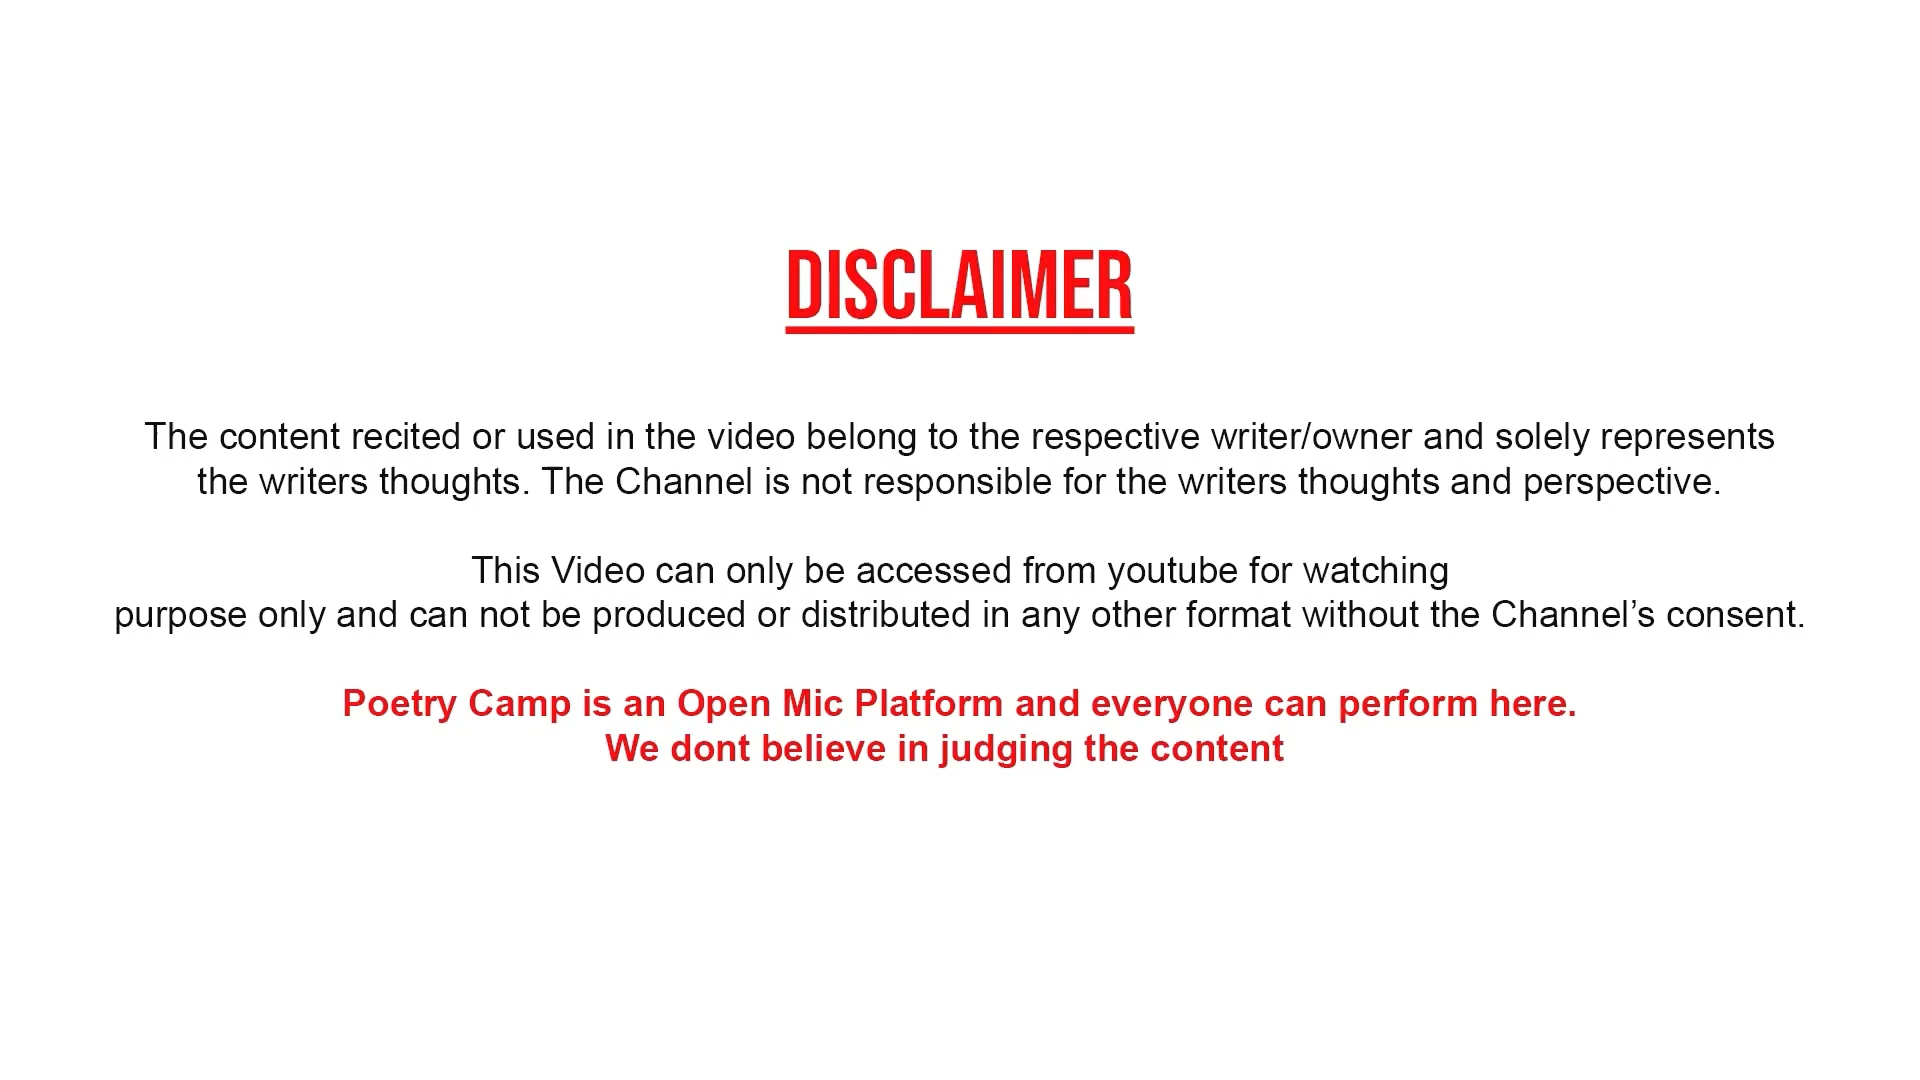 DISCLAIMER
The content recited or used in the video belong to the respective writer/owner and solely represents
the writers thoughts. The Channel is not responsible for the writers thoughts and perspective.
This Video can only be accessed from youtube for watching
purpose only and can not be produced or distributed in any other format without the Channel’s consent.
Poetry Camp is an Open Mic Platform and everyone can perform here.
We dont believe in judging the content